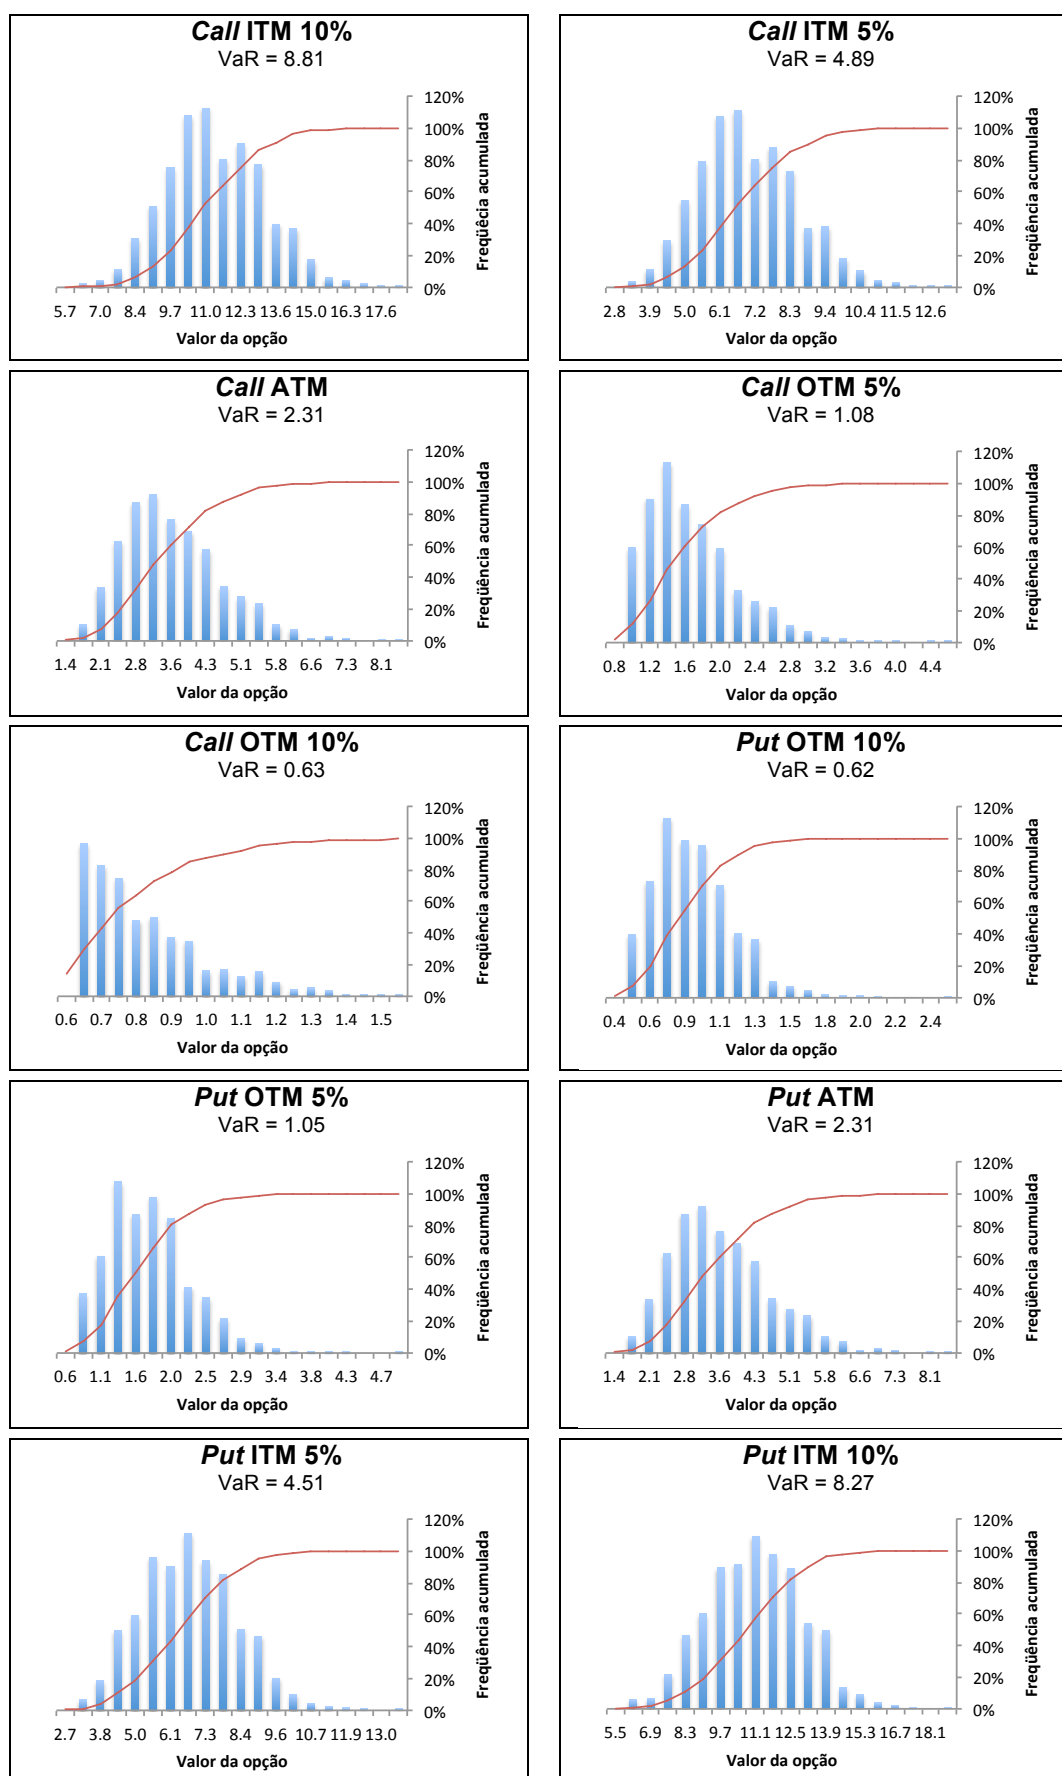 Call ITM 10%
VaR = 8.81
120%
100%
80%
60%
40%
20%
0%
Freqüêcia acumulada
5.7 7.0 8.4 9.7 11.0 12.3 13.6 15.0 16.3 17.6
Valor da opção
Call ITM 5%
VaR = 4.89
120%
100%
80%
60%
40%
20%
0%
Freqüência acumulada
2.8 3.9 5.0 6.1 7.2 8.3 9.4 10.4 11.5 12.6
Valor da opção
Call ATM
VaR = 2.31
120%
100%
80%
60%
40%
20%
0%
Freqüência acumulada
1.4 2.1 2.8 3.6 4.3 5.1 5.8 6.6 7.3 8.1
Valor da opção
Call OTM 5%
VaR = 1.08
120%
100%
80%
60%
40%
20%
0%
Freqüência acumulada
0.8 1.2 1.6 2.0 2.4 2.8 3.2 3.6 4.0 4.4
Valor da opção
Call OTM 10%
VaR = 0.63
120%
100%
80%
60%
40%
20%
0%
Freqüência acumulada
0.6 0.7 0.8 0.9 1.0 1.1 1.2 1.3 1.4 1.5
Valor da opção
Put OTM 10%
VaR = 0.62
120%
100%
80%
60%
40%
20%
0%
Freqüência acumulada
0.4 0.6 0.9 1.1 1.3 1.5 1.8 2.0 2.2 2.4
Valor da opção
Put OTM 5%
VaR = 1.05
120%
100%
80%
60%
40%
20%
0%
Freqüência acumulada
0.6 1.1 1.6 2.0 2.5 2.9 3.4 3.8 4.3 4.7
Valor da opção
Put ATM
VaR = 2.31
120%
100%
80%
60%
40%
20%
0%
Freqüência acumulada
1.4 2.1 2.8 3.6 4.3 5.1 5.8 6.6 7.3 8.1
Valor da opção
Put ITM 5%
VaR = 4.51
120%
100%
80%
60%
40%
20%
0%
Freqüência acumulada
2.7 3.8 5.0 6.1 7.3 8.4 9.6 10.7 11.9 13.0
Valor da opção
Put ITM 10%
VaR = 8.27
120%
100%
80%
60%
40%
20%
0%
Freqüência acumulada
5.5 6.9 8.3 9.7 11.1 12.5 13.9 15.3 16.7 18.1
Valor da opção